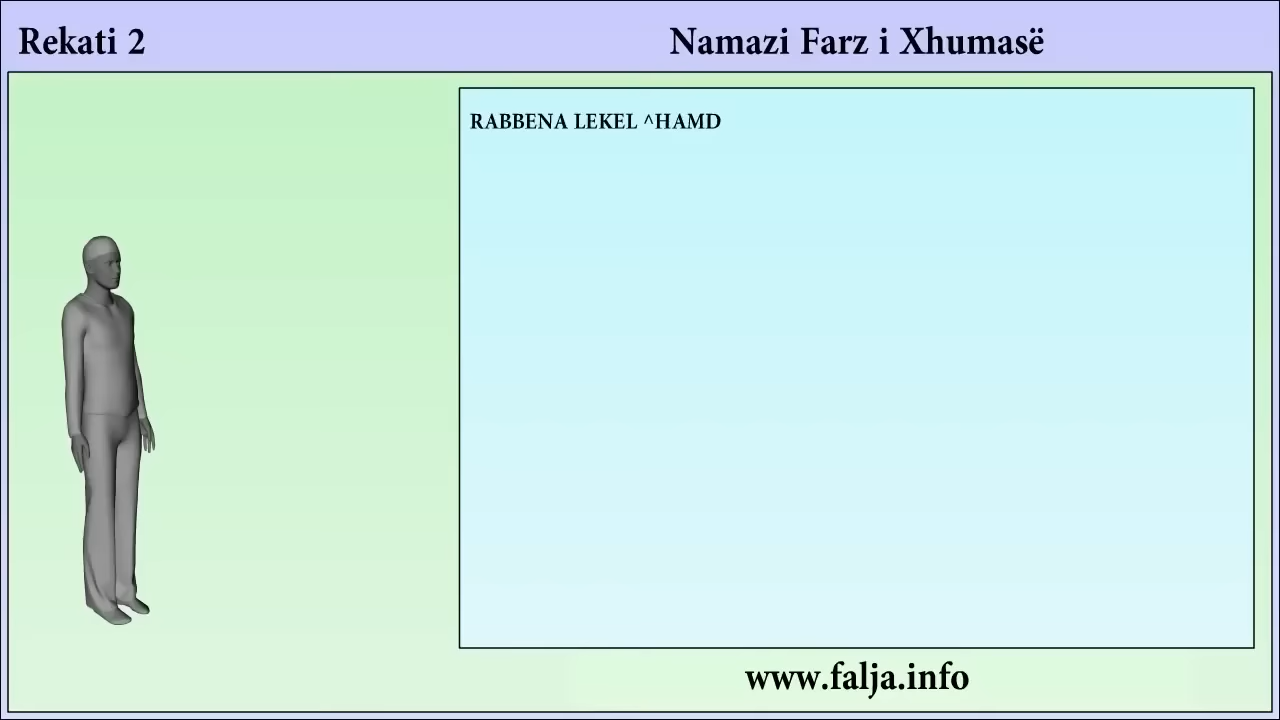 Rekati 2
Namazi Farz i Xhumasë
RABBENA LEKEL ^HAMD
www.falja.info